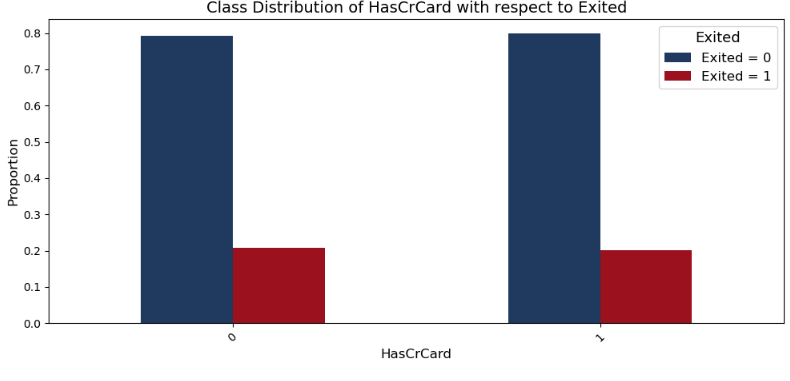 Class Distribution of HasCrCard with respect to Exited
Exited
Exited = 0
Exited = 1
Proportion
0.8
0.7
0.6
0.5
0.4
0.3
0.2
0.1
0.0
0
1
HasCrCard